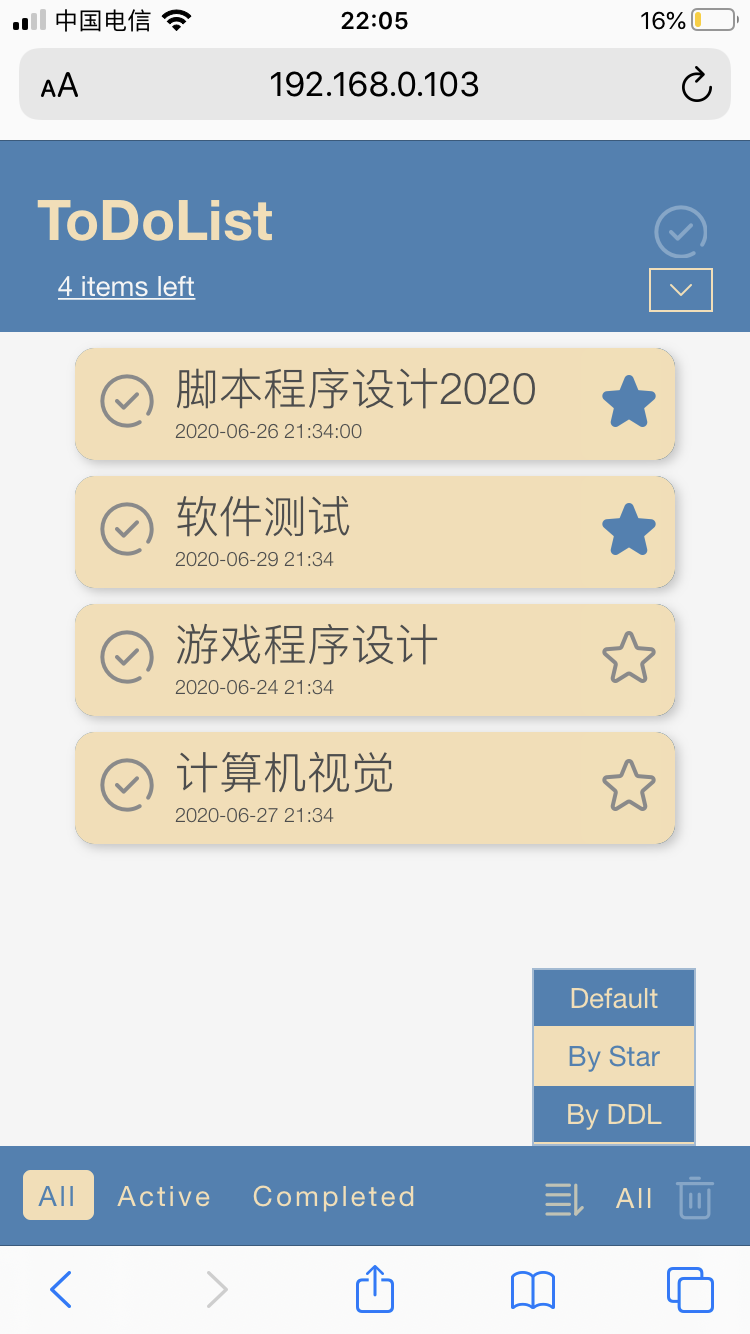 中国电信 22:05 16%
AA 192.168.0.103
ToDoList
4 items left
脚本程序设计2020
2020-06-26 21:34:00
软件测试
2020-06-29 21:34
游戏程序设计
2020-06-24 21:34
计算机视觉
2020-06-27 21:34
Default
By Star
By DDL
All Active Completed All